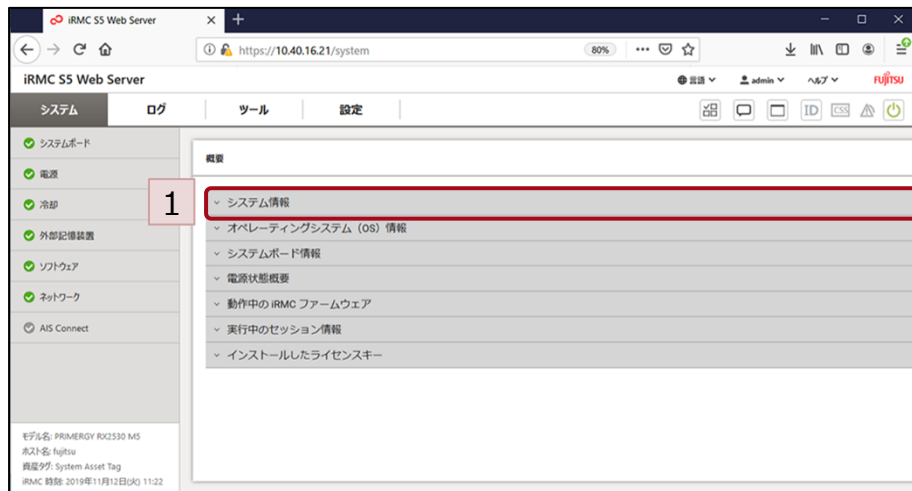 iRMC S5 Web Server
https://10.40.16.21/system
80%
iRMC S5 Web Server
言語
admin
ヘルプ
FUJITSU
システム
ログ
ツール
設定
ID
CSS
システムボード
電源
冷却
外部記憶装置
ソフトウェア
ネットワーク
AIS Connect
モデル名: PRIMERGY RX2530 M5
ホスト名: fujitsu
資産タグ: System Asset Tag
iRMC 時刻: 2019年11月12日(火) 11:22
概要
1
システム情報
オペレーティングシステム（OS）情報
システムボード情報
電源状態概要
動作中の iRMC ファームウェア
実行中のセッション情報
インストールしたライセンスキー